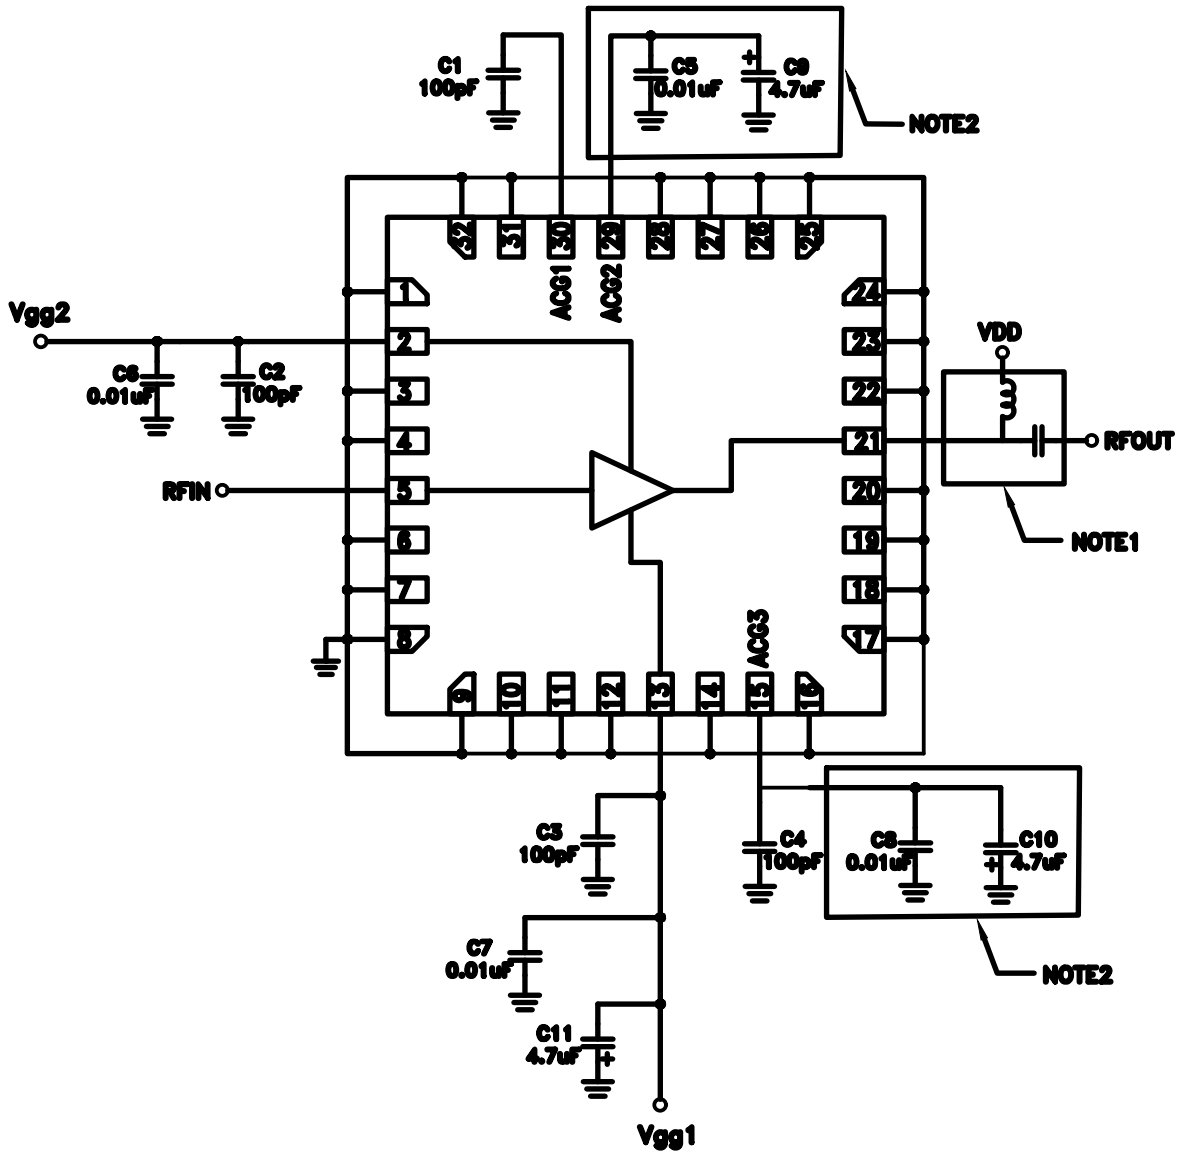 C1
100pF
+
C5
0.01uF
C9
4.7uF
NOTE2
32
31
30
29
28
27
26
25
ACG1
ACG2
1
2
3
4
5
6
7
8
24
23
22
21
20
19
18
17
Vgg2
C6
0.01uF
C2
100pF
RFIN
VDD
RFOUT
NOTE1
ACG3
9
10
11
12
13
14
15
16
C3
100pF
C4
100pF
C8
0.01uF
C10
+
4.7uF
NOTE2
C7
0.01uF
C11
4.7uF
+
Vgg1